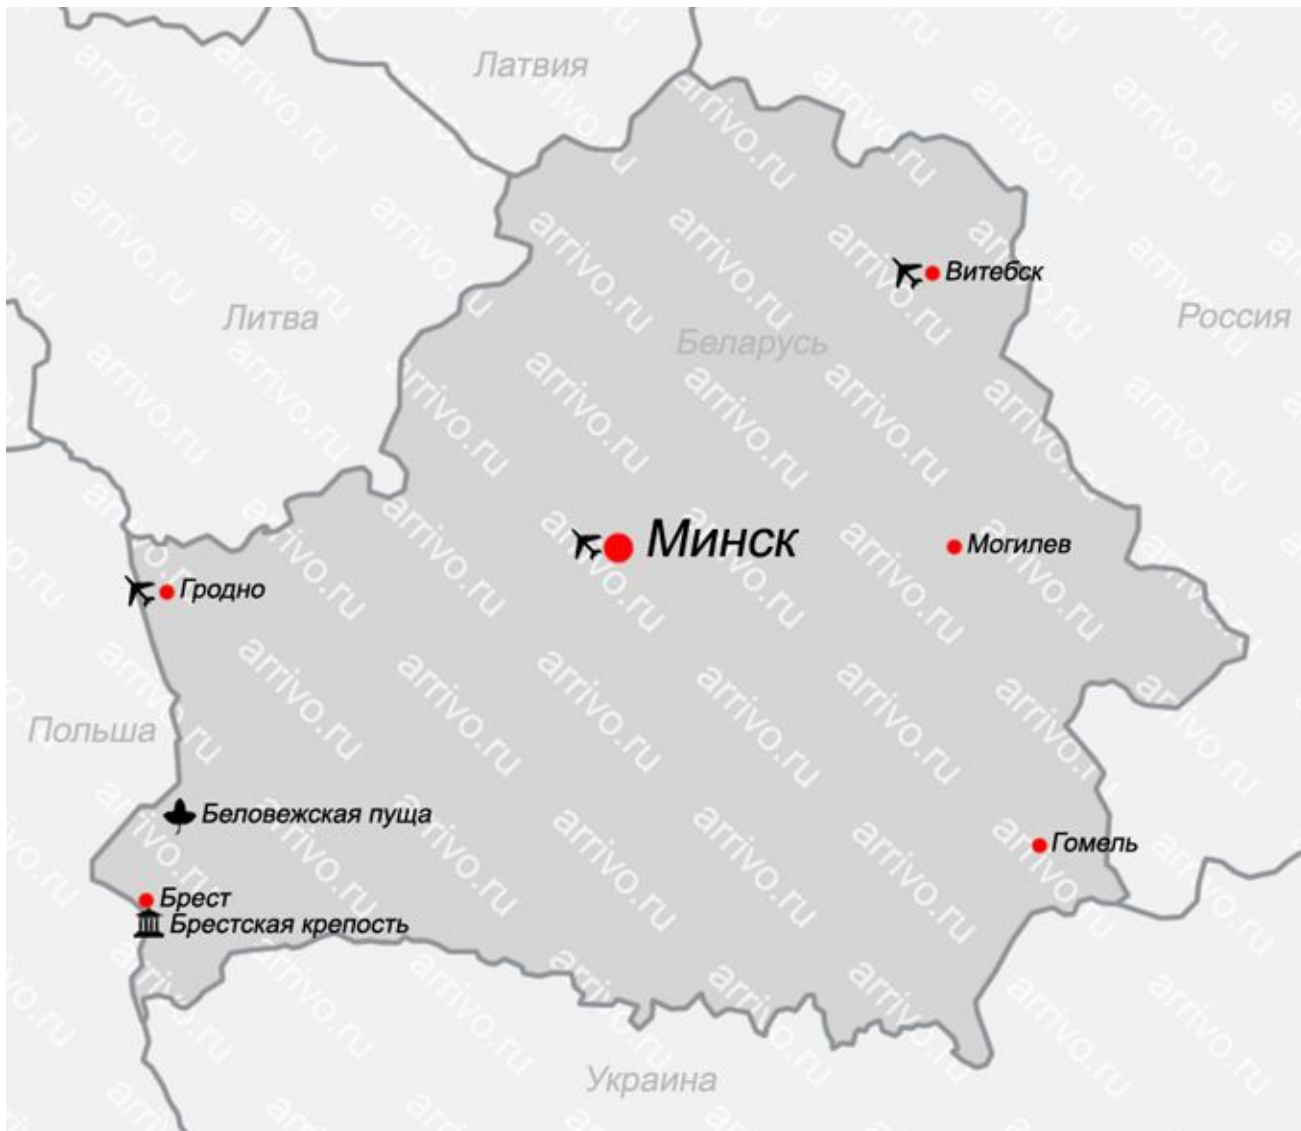 Латвия
Витебск
Литва
Россия
Беларусь
Минск
Могилев
Гродно
Польша
Беловежская пуща
Гомель
Брест
Брестская крепость
Украина
arrivo.ru